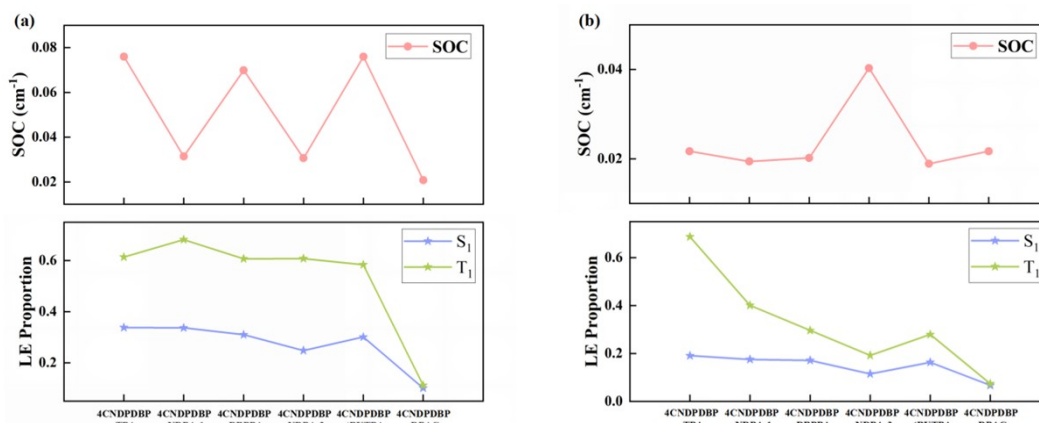 (a)
SOC
0.08
0.06
0.04
0.02
SOC (cm-1)
S1
T1
0.6
0.4
0.2
LE Proportion
4CNDPDBP 4CNDPDBP 4CNDPDBP 4CNDPDBP 4CNDPDBP 4CNDPDBP
(b)
SOC
0.04
0.02
SOC (cm-1)
S1
T1
0.6
0.4
0.2
0.0
LE Proportion
4CNDPDBP 4CNDPDBP 4CNDPDBP 4CNDPDBP 4CNDPDBP 4CNDPDBP